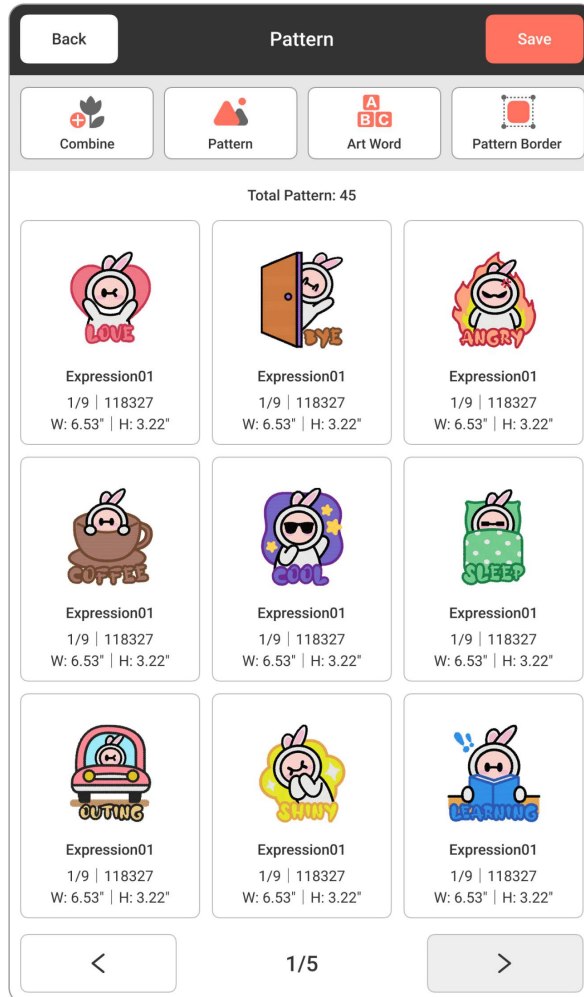 Back Pattern Save
Combine Pattern Art Word Pattern Border
Total Pattern: 45
LOVE BYE ANGRY
Expression01 Expression01 Expression01
1/9 | 118327 1/9 | 118327 1/9 | 118327
W: 6.53" | H: 3.22" W: 6.53" | H: 3.22" W: 6.53" | H: 3.22"
COFFEE COOL SLEEP
Expression01 Expression01 Expression01
1/9 | 118327 1/9 | 118327 1/9 | 118327
W: 6.53" | H: 3.22" W: 6.53" | H: 3.22" W: 6.53" | H: 3.22"
!!
OUTING SHINY LEARNING
Expression01 Expression01 Expression01
1/9 | 118327 1/9 | 118327 1/9 | 118327
W: 6.53" | H: 3.22" W: 6.53" | H: 3.22" W: 6.53" | H: 3.22"
< 1/5 >